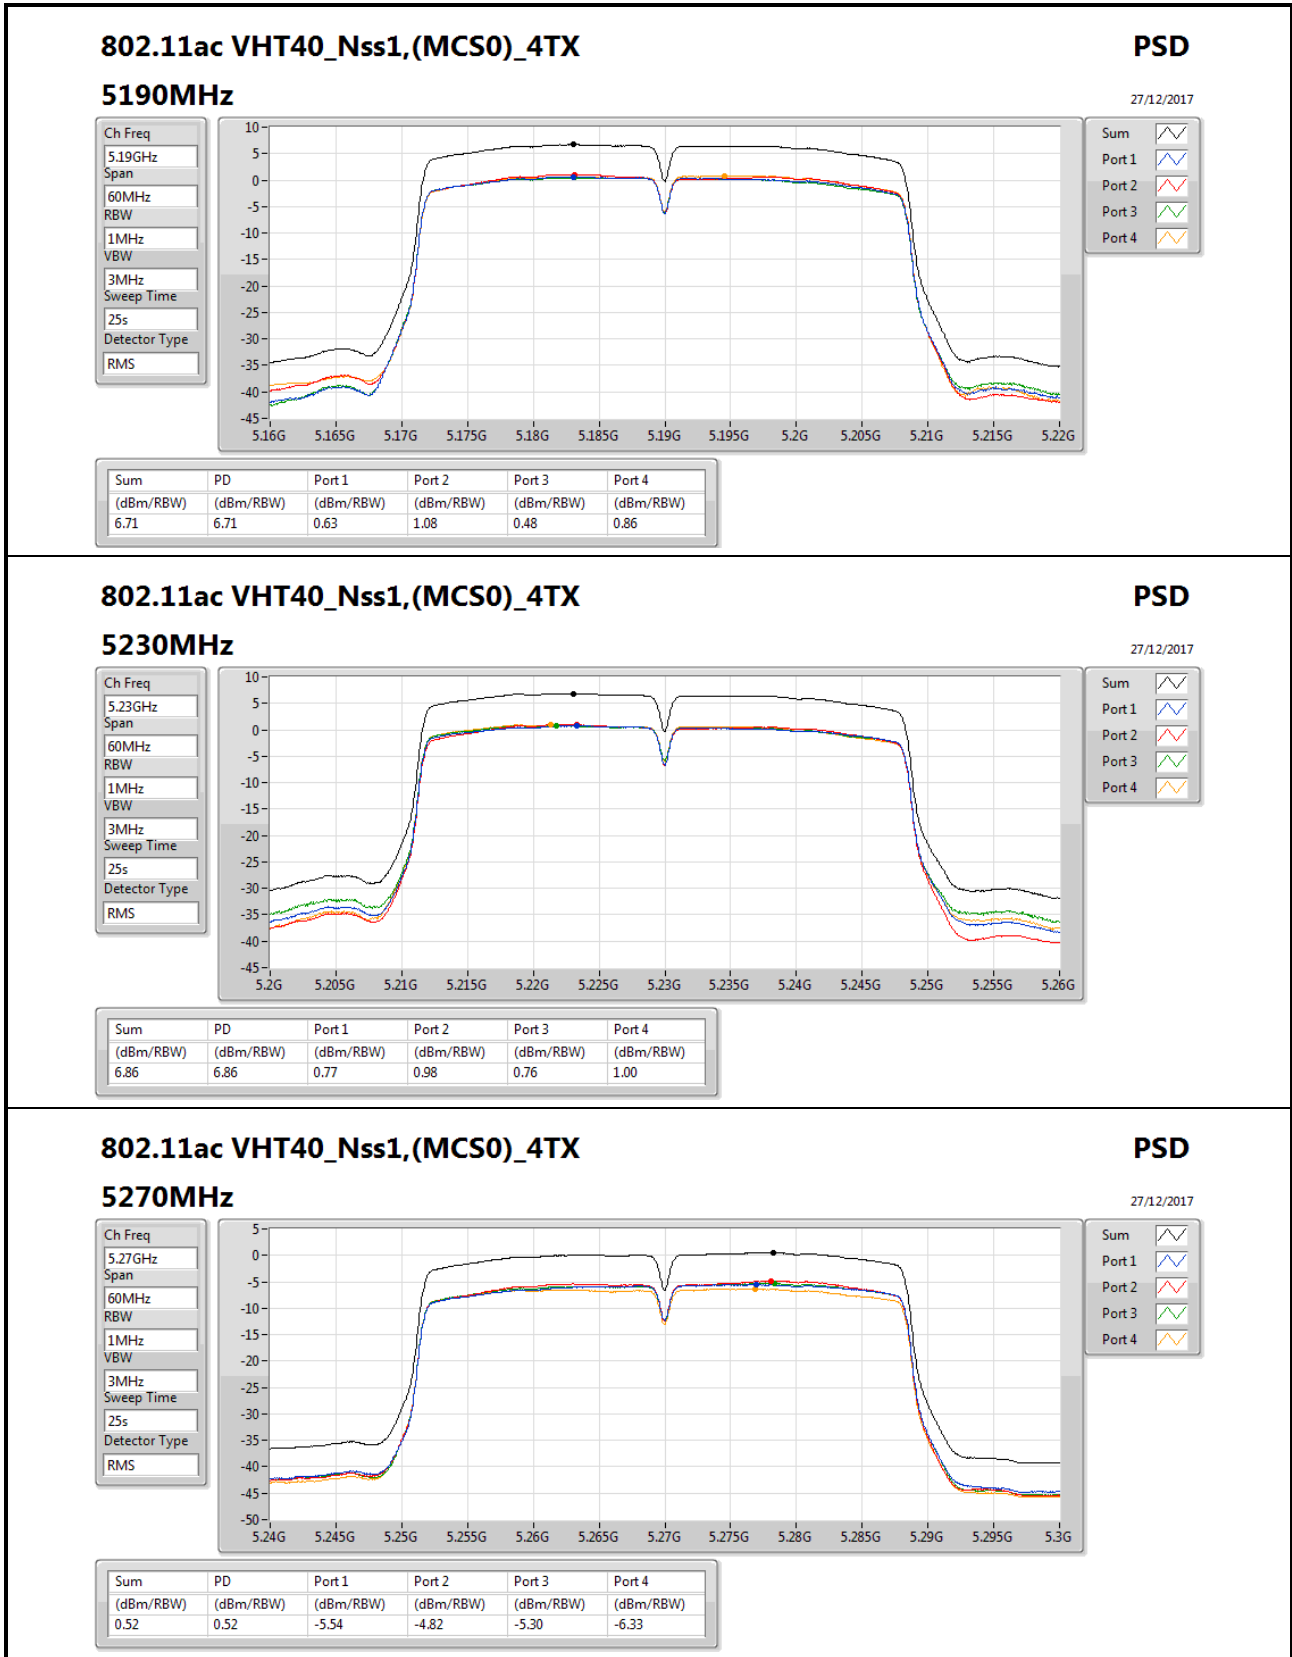 802.11ac VHT40_Nss1,(MCS0)_4TX PSD
5190MHz 27/12/2017
Ch Freq
5.19GHz
Span
60MHz
RBW
1MHz
VBW
3MHz
Sweep Time
25s
Detector Type
RMS
10
5
0
-5
-10
-15
-20
-25
-30
-35
-40
-45
5.16G 5.165G 5.17G 5.175G 5.18G 5.185G 5.19G 5.195G 5.2G 5.205G 5.21G 5.215G 5.22G
Sum
Port 1
Port 2
Port 3
Port 4
Sum PD Port 1 Port 2 Port 3 Port 4
(dBm/RBW) (dBm/RBW) (dBm/RBW) (dBm/RBW) (dBm/RBW) (dBm/RBW)
6.71 6.71 0.63 1.08 0.48 0.86
802.11ac VHT40_Nss1,(MCS0)_4TX PSD
5230MHz 27/12/2017
Ch Freq
5.23GHz
Span
60MHz
RBW
1MHz
VBW
3MHz
Sweep Time
25s
Detector Type
RMS
10
5
0
-5
-10
-15
-20
-25
-30
-35
-40
-45
5.2G 5.205G 5.21G 5.215G 5.22G 5.225G 5.23G 5.235G 5.24G 5.245G 5.25G 5.255G 5.26G
Sum
Port 1
Port 2
Port 3
Port 4
Sum PD Port 1 Port 2 Port 3 Port 4
(dBm/RBW) (dBm/RBW) (dBm/RBW) (dBm/RBW) (dBm/RBW) (dBm/RBW)
6.86 6.86 0.77 0.98 0.76 1.00
802.11ac VHT40_Nss1,(MCS0)_4TX PSD
5270MHz 27/12/2017
Ch Freq
5.27GHz
Span
60MHz
RBW
1MHz
VBW
3MHz
Sweep Time
25s
Detector Type
RMS
5
0
-5
-10
-15
-20
-25
-30
-35
-40
-45
-50
5.24G 5.245G 5.25G 5.255G 5.26G 5.265G 5.27G 5.275G 5.28G 5.285G 5.29G 5.295G 5.3G
Sum
Port 1
Port 2
Port 3
Port 4
Sum PD Port 1 Port 2 Port 3 Port 4
(dBm/RBW) (dBm/RBW) (dBm/RBW) (dBm/RBW) (dBm/RBW) (dBm/RBW)
0.52 0.52 -5.54 -4.82 -5.30 -6.33